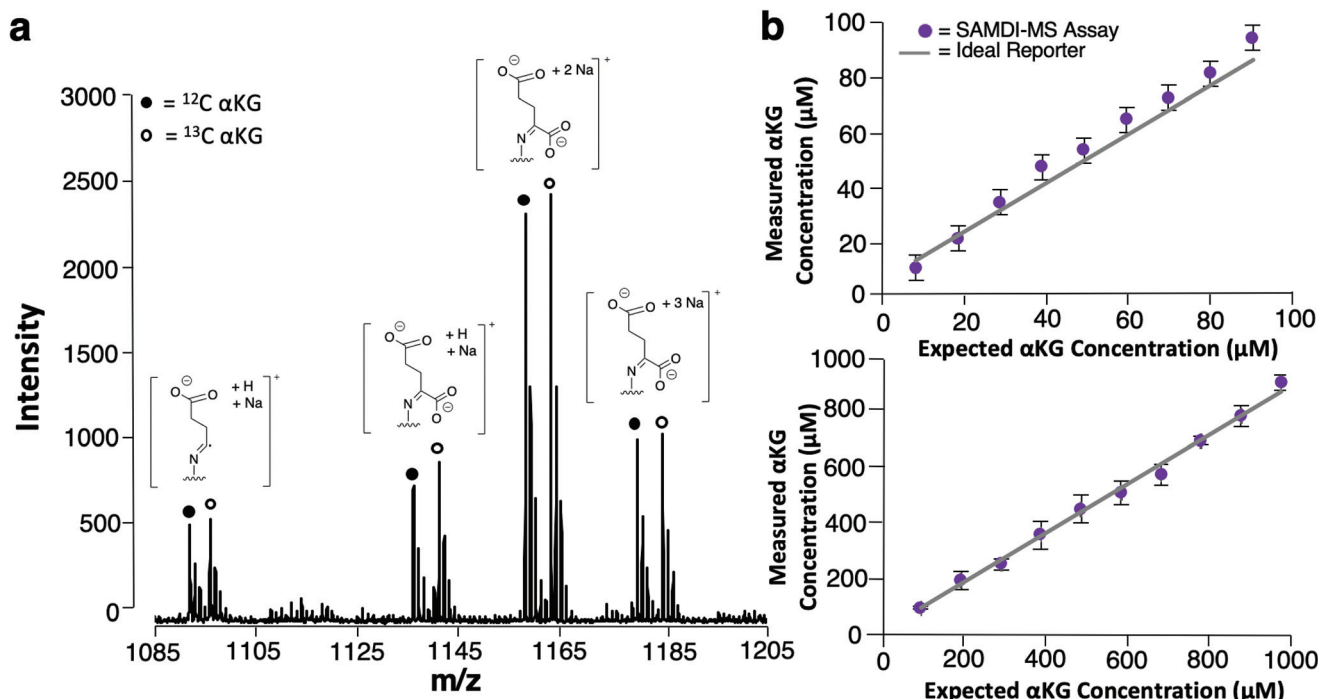 a
3000
2500
2000
1500
1000
500
0
Intensity
● = ¹²C αKG
○ = ¹³C αKG
O ⊖ O + H + Na +
N
O ⊖ O + H + Na +
N O O ⊖
O ⊖ O + 2 Na +
N O O ⊖
O ⊖ O + 3 Na +
N O O ⊖
1085 1105 1125 1145 1165 1185 1205
m/z
b
● = SAMDI-MS Assay
— = Ideal Reporter
100
80
60
40
20
0
Measured αKG
Concentration (μM)
0 20 40 60 80 100
Expected αKG Concentration (μM)
1000
800
600
400
200
0
Measured αKG
Concentration (μM)
0 200 400 600 800 1000
Expected αKG Concentration (μM)